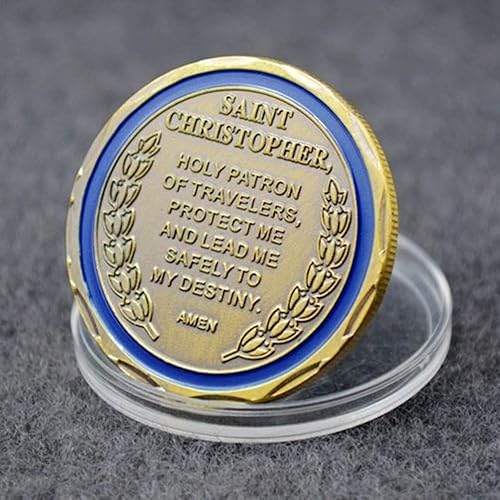 SAINT
CHRISTOPHER,
HOLY PATRON
OF TRAVELERS,
PROTECT ME
AND LEAD ME
SAFELY TO
MY DESTINY.
AMEN